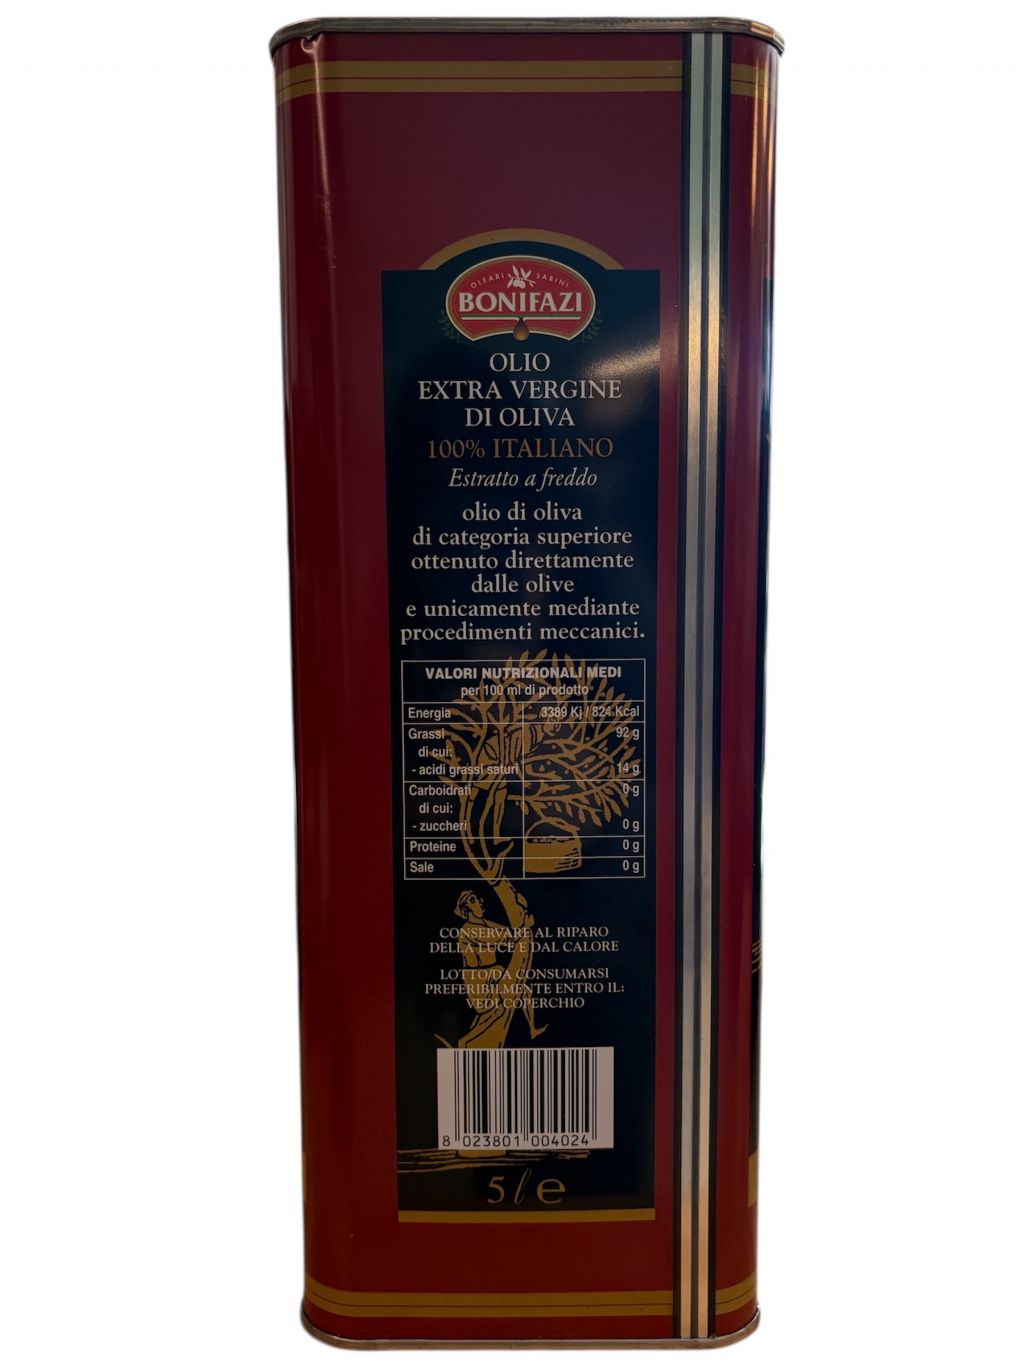 OLEARI SABINI
BONIFAZI
OLIO
EXTRA VERGINE
DI OLIVA
100% ITALIANO
Estratto a freddo
olio di oliva
di categoria superiore
ottenuto direttamente
dalle olive
e unicamente mediante
procedimenti meccanici.
VALORI NUTRIZIONALI MEDI
per 100 ml di prodotto
Energia 3389 Kj / 824 Kcal
Grassi 92 g
di cui:
- acidi grassi saturi 14 g
Carboidrati 0 g
di cui:
- zuccheri 0 g
Proteine 0 g
Sale 0 g
CONSERVARE AL RIPARO
DELLA LUCE E DAL CALORE
LOTTO/DA CONSUMARSI
PREFERIBILMENTE ENTRO IL:
VEDI COPERCHIO
8 023801 004024
5 l e